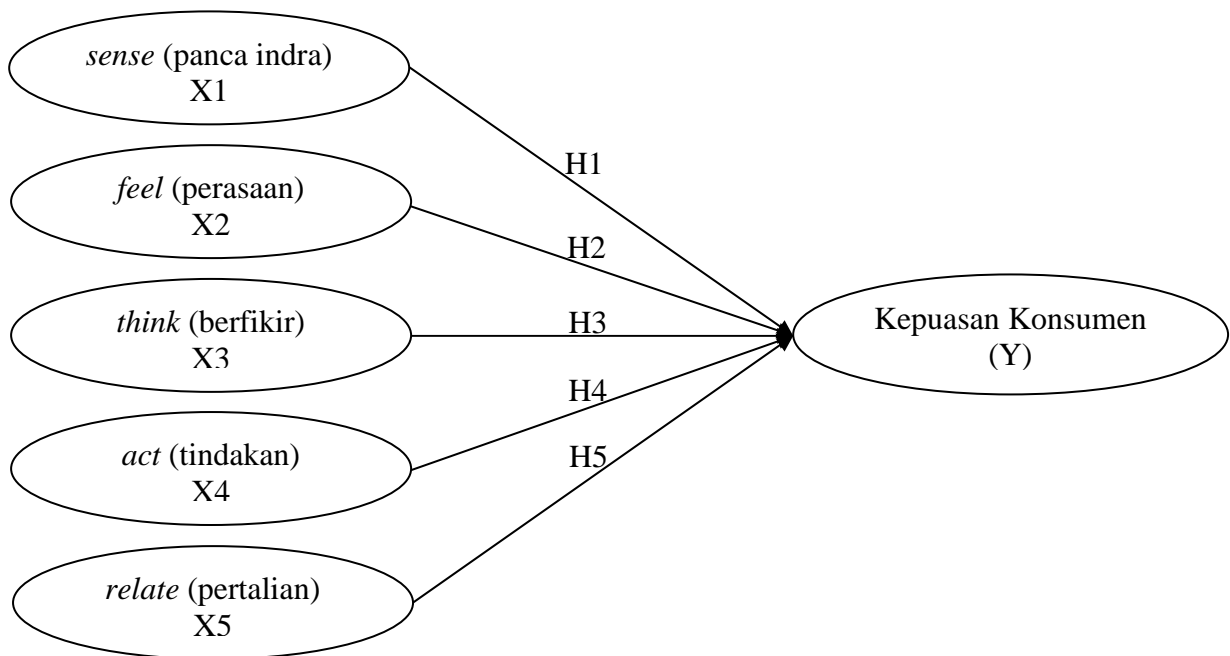 sense (panca indra)
X1
feel (perasaan)
X2
think (berfikir)
X3
act (tindakan)
X4
relate (pertalian)
X5
H1
H2
H3
H4
H5
Kepuasan Konsumen
(Y)